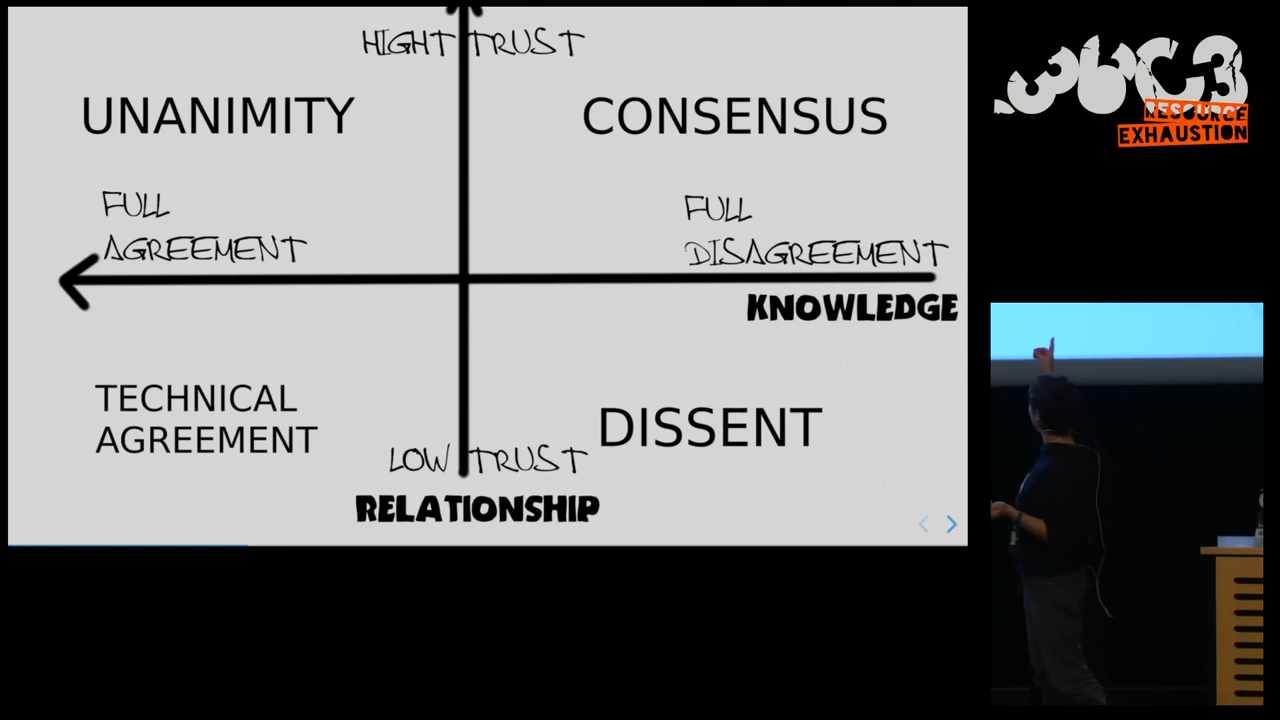 HIGHT TRUST
UNANIMITY
CONSENSUS
FULL
AGREEMENT
FULL
DISAGREEMENT
KNOWLEDGE
TECHNICAL
AGREEMENT
DISSENT
LOW TRUST
RELATIONSHIP
36C3
RESOURCE
EXHAUSTION